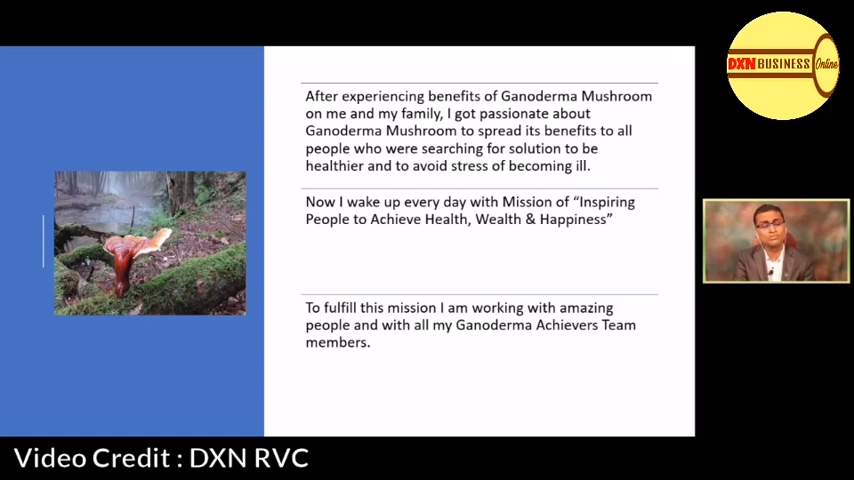 DXN BUSINESS Online
After experiencing benefits of Ganoderma Mushroom
on me and my family, I got passionate about
Ganoderma Mushroom to spread its benefits to all
people who were searching for solution to be
healthier and to avoid stress of becoming ill.
Now I wake up every day with Mission of “Inspiring
People to Achieve Health, Wealth & Happiness”
To fulfill this mission I am working with amazing
people and with all my Ganoderma Achievers Team
members.
Video Credit : DXN RVC